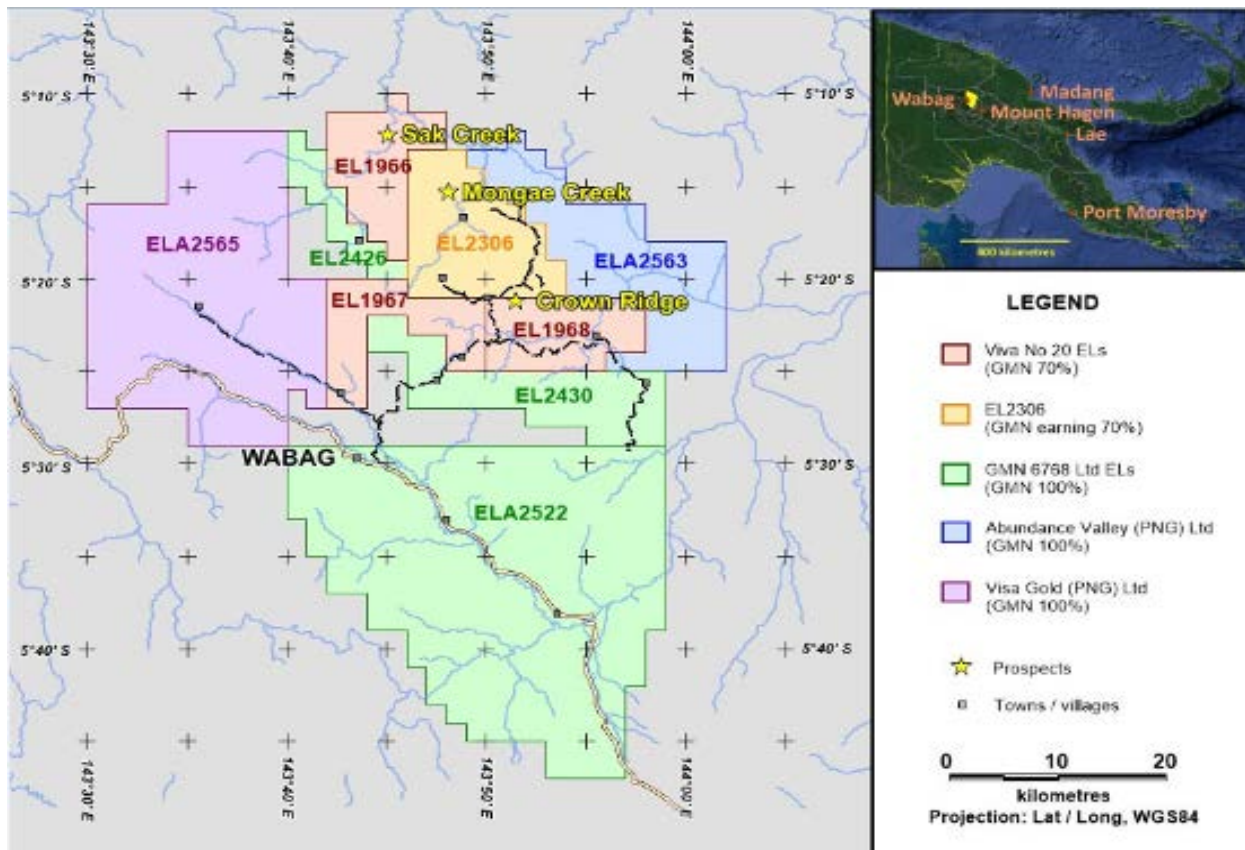 143°30' E
143°40' E
143°50' E
144°00' E
5°10' S
5°10' S
Sak Creek
EL1966
Mongae Creek
ELA2565
EL2426
EL2306
ELA2563
5°20' S
5°20' S
EL1967
Crown Ridge
EL1968
EL2430
WABAG
5°30' S
5°30' S
ELA2522
5°40' S
5°40' S
143°30' E
143°40' E
143°50' E
144°00' E
Wabag
Madang
Mount Hagen
Lae
Port Moresby
800 kilometres
LEGEND
Viva No 20 ELs
(GMN 70%)
EL2306
(GMN earning 70%)
GMN 6768 Ltd ELs
(GMN 100%)
Abundance Valley (PNG) Ltd
(GMN 100%)
Visa Gold (PNG) Ltd
(GMN 100%)
Prospects
Towns / villages
0 10 20
kilometres
Projection: Lat / Long, WGS84